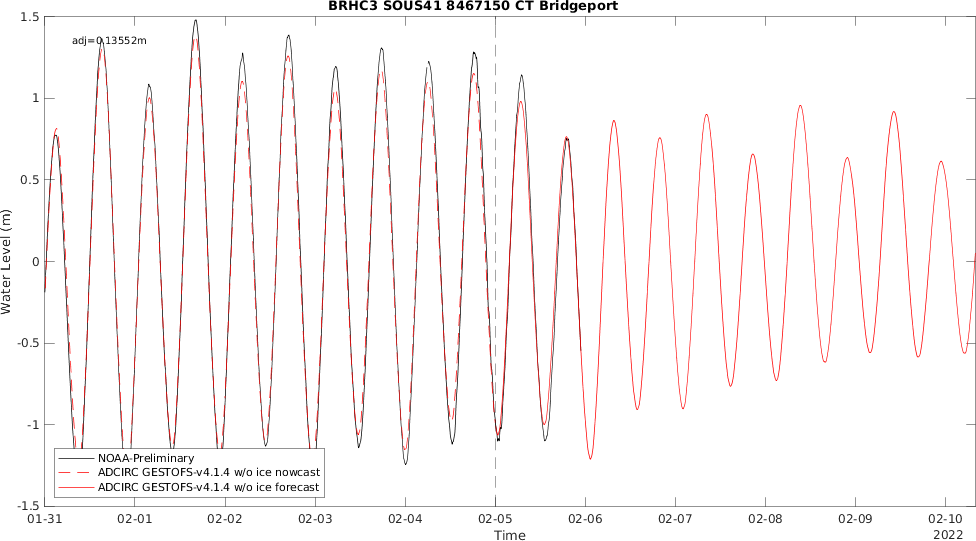 BRHC3 SOUS41 8467150 CT Bridgeport
adj=0.13552m
1.5
1
0.5
0
-0.5
-1
-1.5
Water Level (m)
NOAA-Preliminary
ADCIRC GESTOFS-v4.1.4 w/o ice nowcast
ADCIRC GESTOFS-v4.1.4 w/o ice forecast
01-31 02-01 02-02 02-03 02-04 02-05 02-06 02-07 02-08 02-09 02-10
Time
2022